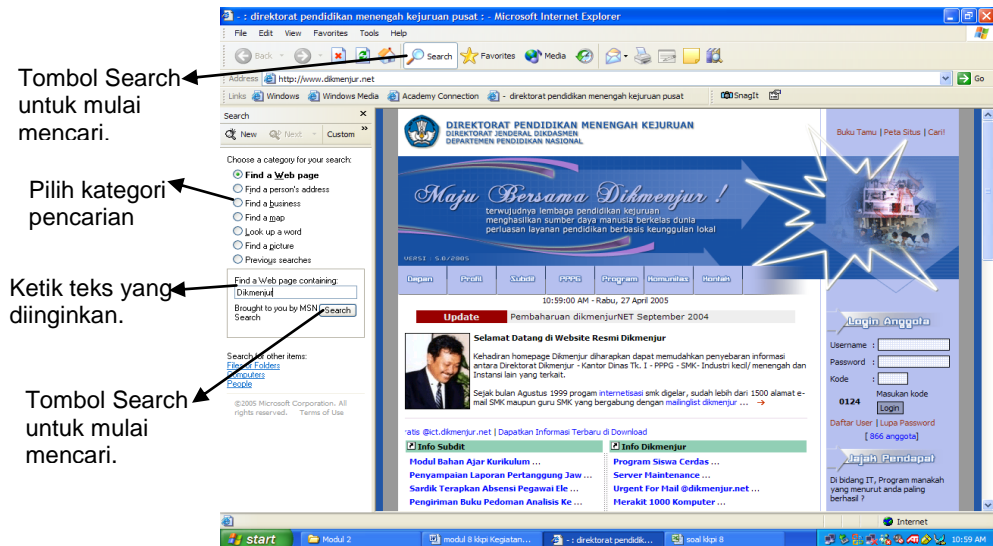 Tombol Search
untuk mulai
mencari.
Pilih kategori
pencarian
Ketik teks yang
diinginkan.
Tombol Search
untuk mulai
mencari.
- : direktorat pendidikan menengah kejuruan pusat : - Microsoft Internet Explorer
File Edit View Favorites Tools Help
Back Search Favorites Media
Address http://www.dikmenjur.net Go
Links Windows Windows Media Academy Connection - direktorat pendidikan menengah kejuruan pusat SnagIt
Search
New Next Custom
Choose a category for your search:
Find a Web page
Find a person's address
Find a business
Find a map
Look up a word
Find a picture
Previous searches
Find a Web page containing:
Dikmenjur
Brought to you by MSN Search
Search
Search for other items:
Files or Folders
Computers
People
©2005 Microsoft Corporation. All
rights reserved. Terms of Use
DIREKTORAT PENDIDIKAN MENENGAH KEJURUAN
DIREKTORAT JENDERAL DIKDASMEN
DEPARTEMEN PENDIDIKAN NASIONAL
Buku Tamu | Peta Situs | Cari!
Maju Bersama Dikmenjur !
terwujudnya lembaga pendidikan kejuruan
menghasilkan sumber daya manusia berkelas dunia
perluasan layanan pendidikan berbasis keunggulan lokal
VERSI : 5.0/2005
Depan Profil Subdit PPPG Program Komunitas Kontak
10:59:00 AM - Rabu, 27 April 2005
Update Pembaharuan dikmenjurNET September 2004
Selamat Datang di Website Resmi Dikmenjur
Kehadiran homepage Dikmenjur diharapkan dapat memudahkan penyebaran informasi
antara Direktorat Dikmenjur - Kantor Dinas Tk. I - PPPG - SMK- Industri kecil/ menengah dan
Instansi lain yang terkait.
Sejak bulan Agustus 1999 progam internetisasi smk digelar, sudah lebih dari 1500 alamat e-
mail SMK maupun guru SMK yang bergabung dengan mailinglist dikmenjur ...
ratis @ict.dikmenjur.net | Dapatkan Informasi Terbaru di Download
Info Subdit
Modul Bahan Ajar Kurikulum ...
Penyampaian Laporan Pertanggung Jaw ...
Sardik Terapkan Absensi Pegawai Ele ...
Pengiriman Buku Pedoman Analisis Ke ...
Info Dikmenjur
Program Siswa Cerdas ...
Server Maintenance ...
Urgent For Mail @dikmenjur.net ...
Merakit 1000 Komputer ...
Login Anggota
Username :
Password :
Kode :
0124 Masukan kode
Login
Daftar User | Lupa Password
[ 866 anggota]
Jajak Pendapat
Di bidang IT, Program manakah
yang menurut anda paling
berhasil ?
Internet
start Modul 2 modul 8 kkpi Kegiatan... - : direktorat pendidik... soal kkpi 8 10:59 AM